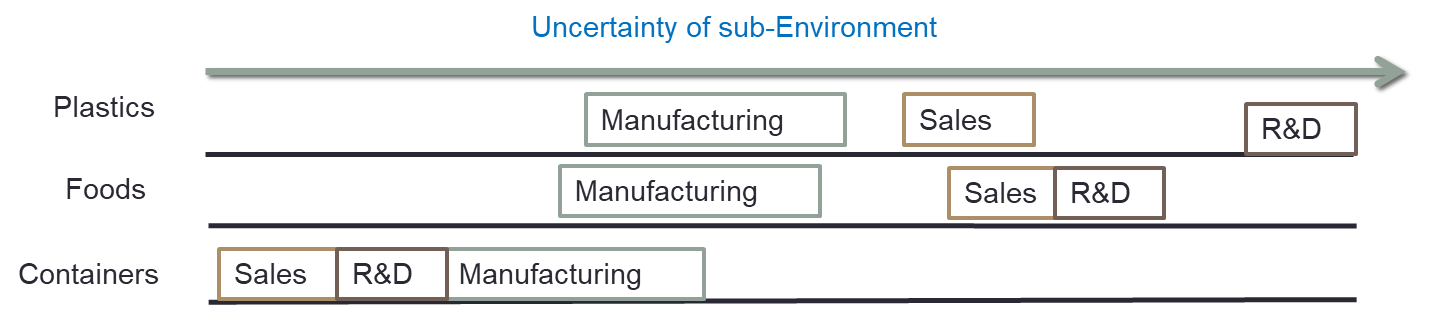 Uncertainty of sub-Environment
Plastics
Manufacturing
Sales
R&D
Foods
Manufacturing
Sales
R&D
Containers
Sales
R&D
Manufacturing